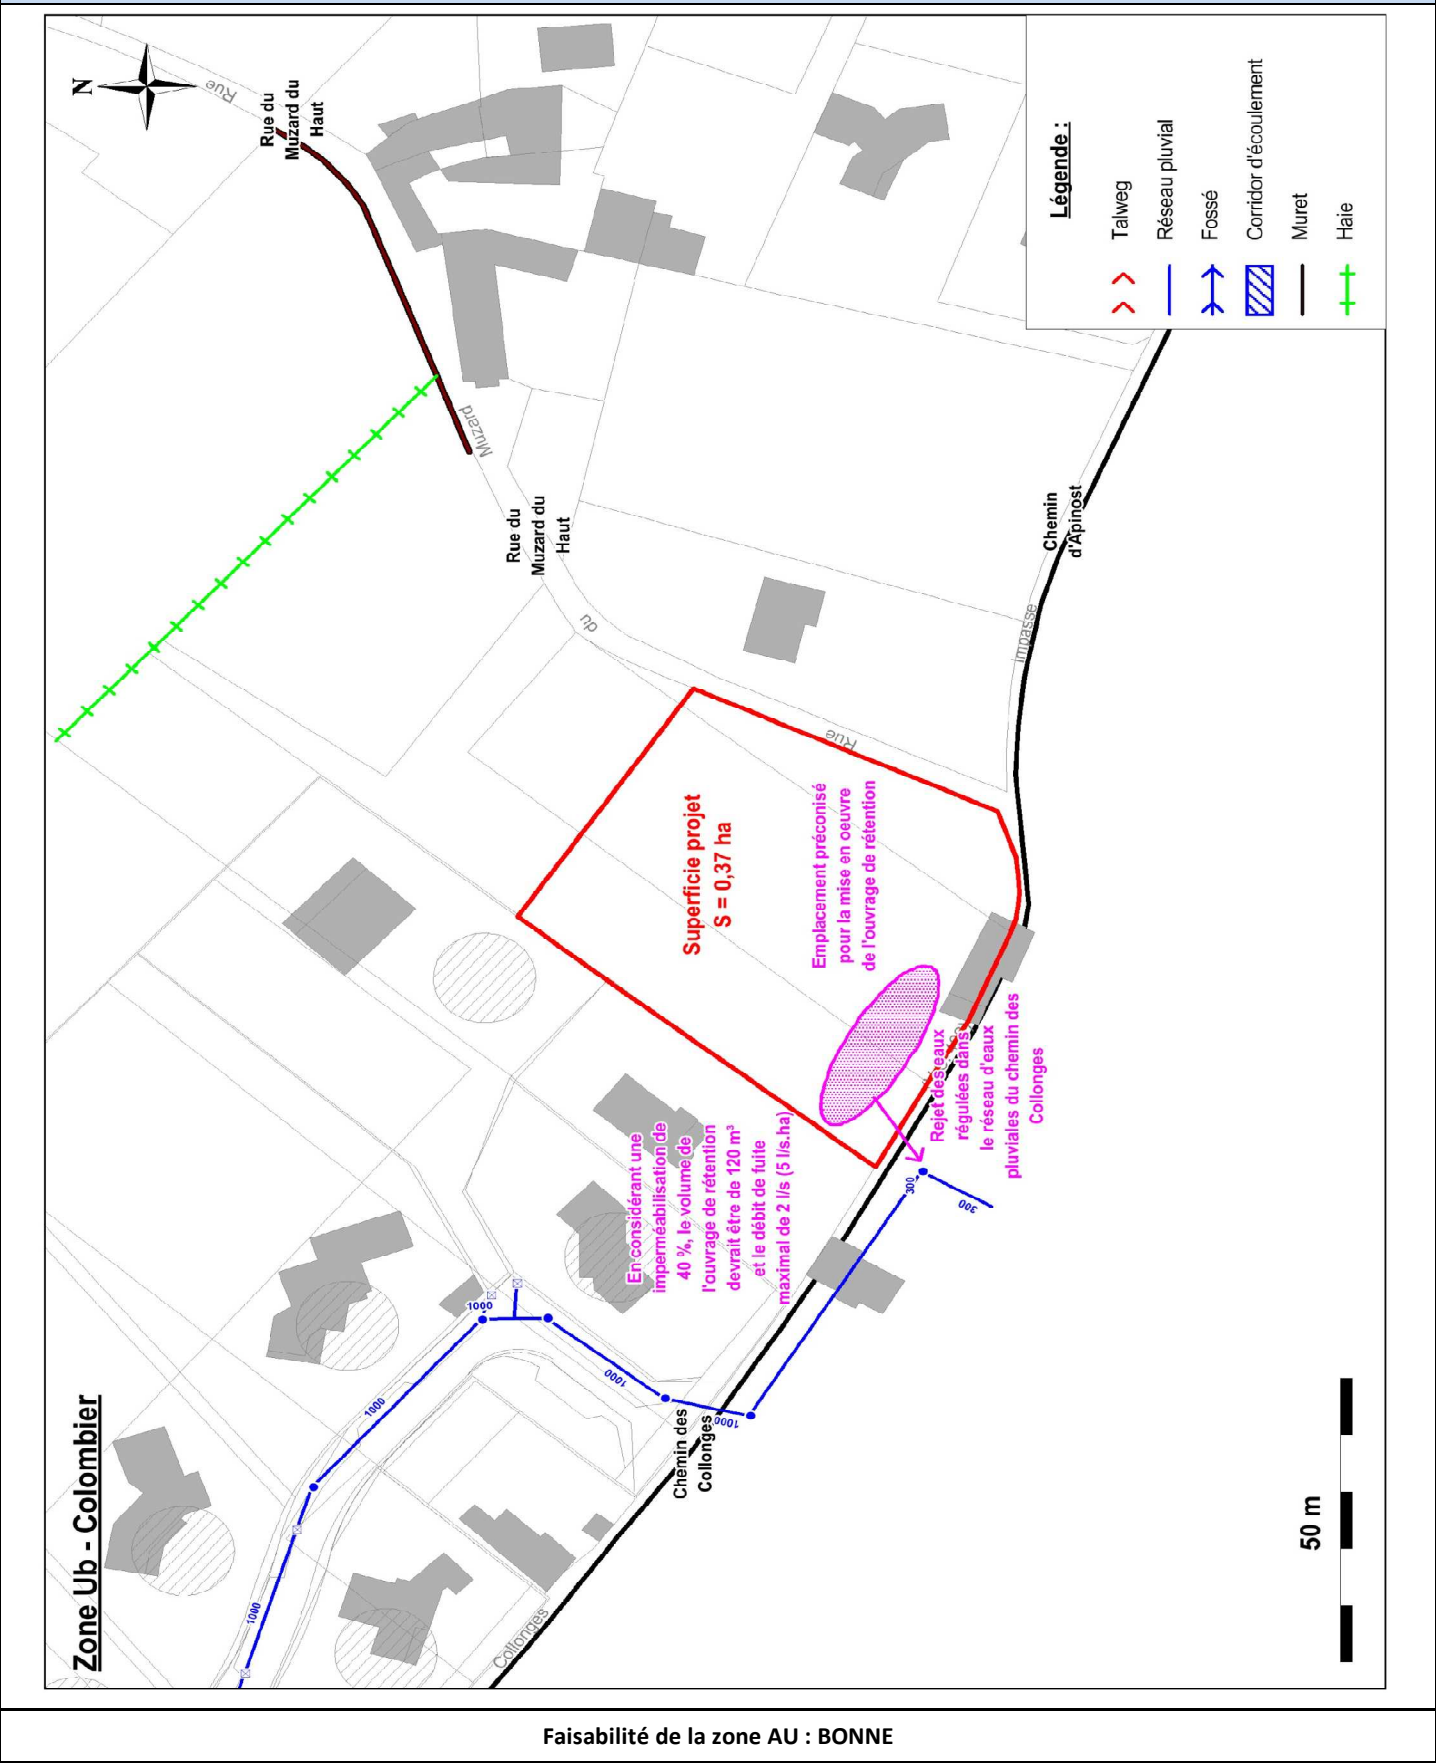 Zone Ub - Colombier
N
Rue
Rue du
Muzard du
Haut
Muzard
Rue du
Muzard du
Haut
du
Rue
Impasse
Chemin
d'Apinost
Légende :
Talweg
Réseau pluvial
Fossé
Corridor d'écoulement
Muret
Haie
Superficie projet
S = 0,37 ha
Emplacement préconisé
pour la mise en oeuvre
de l'ouvrage de rétention
Rejet des eaux
régulées dans
le réseau d'eaux
pluviales du chemin des
Collonges
En considérant une
imperméabilisation de
40 %, le volume de
l'ouvrage de rétention
devrait être de 120 m³
et le débit de fuite
maximal de 2 l/s (5 l/s.ha)
300
300
1000
1000
1000
1000
1000
Chemin des
Collonges
Collonges
50 m
Faisabilité de la zone AU : BONNE